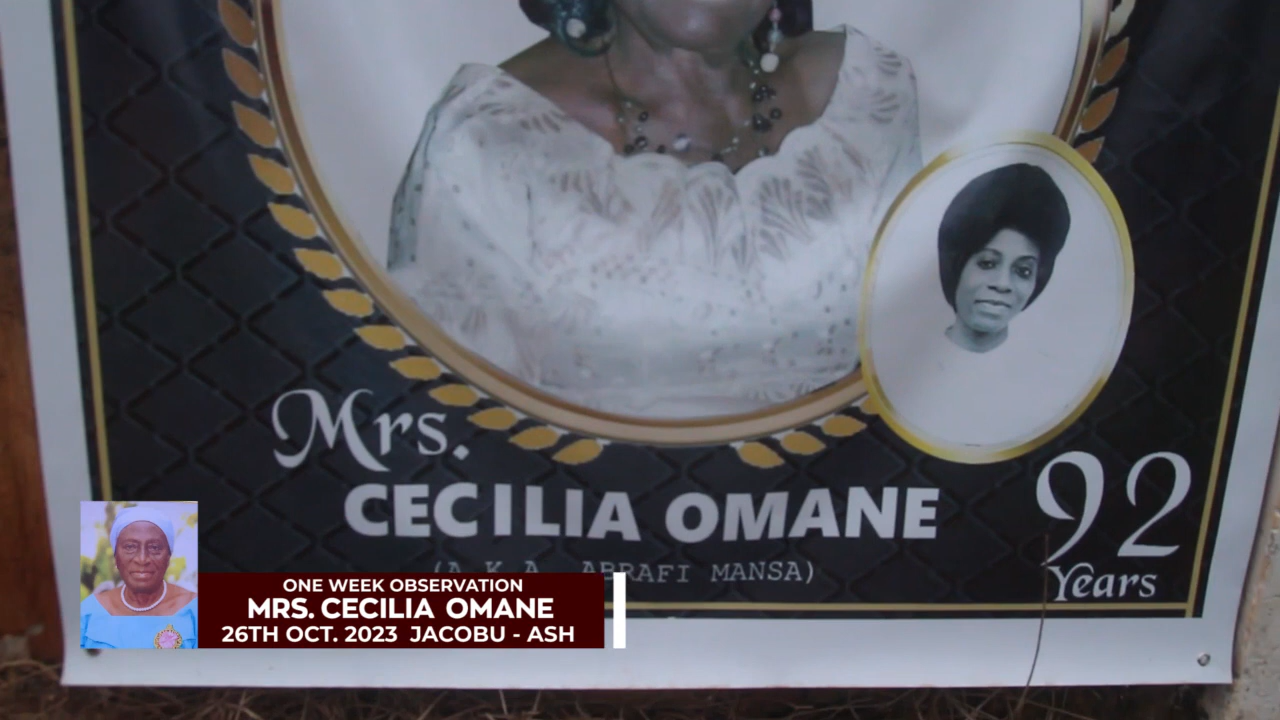 Mrs.
CECILIA OMANE
92
Years
(A.K.A. ABRAFI MANSA)
ONE WEEK OBSERVATION
MRS. CECILIA OMANE
26TH OCT. 2023 JACOBU - ASH